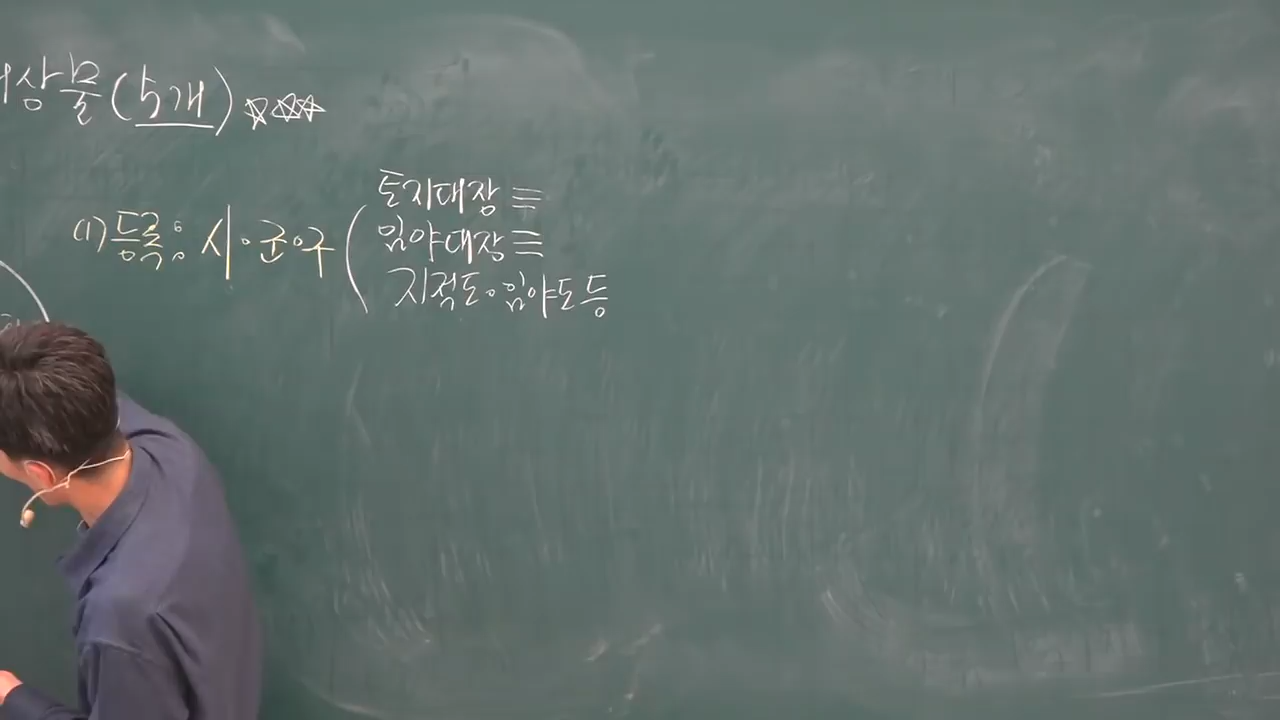 상물(5개)☆☆☆
토지대장 ≡
(1)등록: 시·군·구 (
임야대장 ≡
지적도·임야도 등